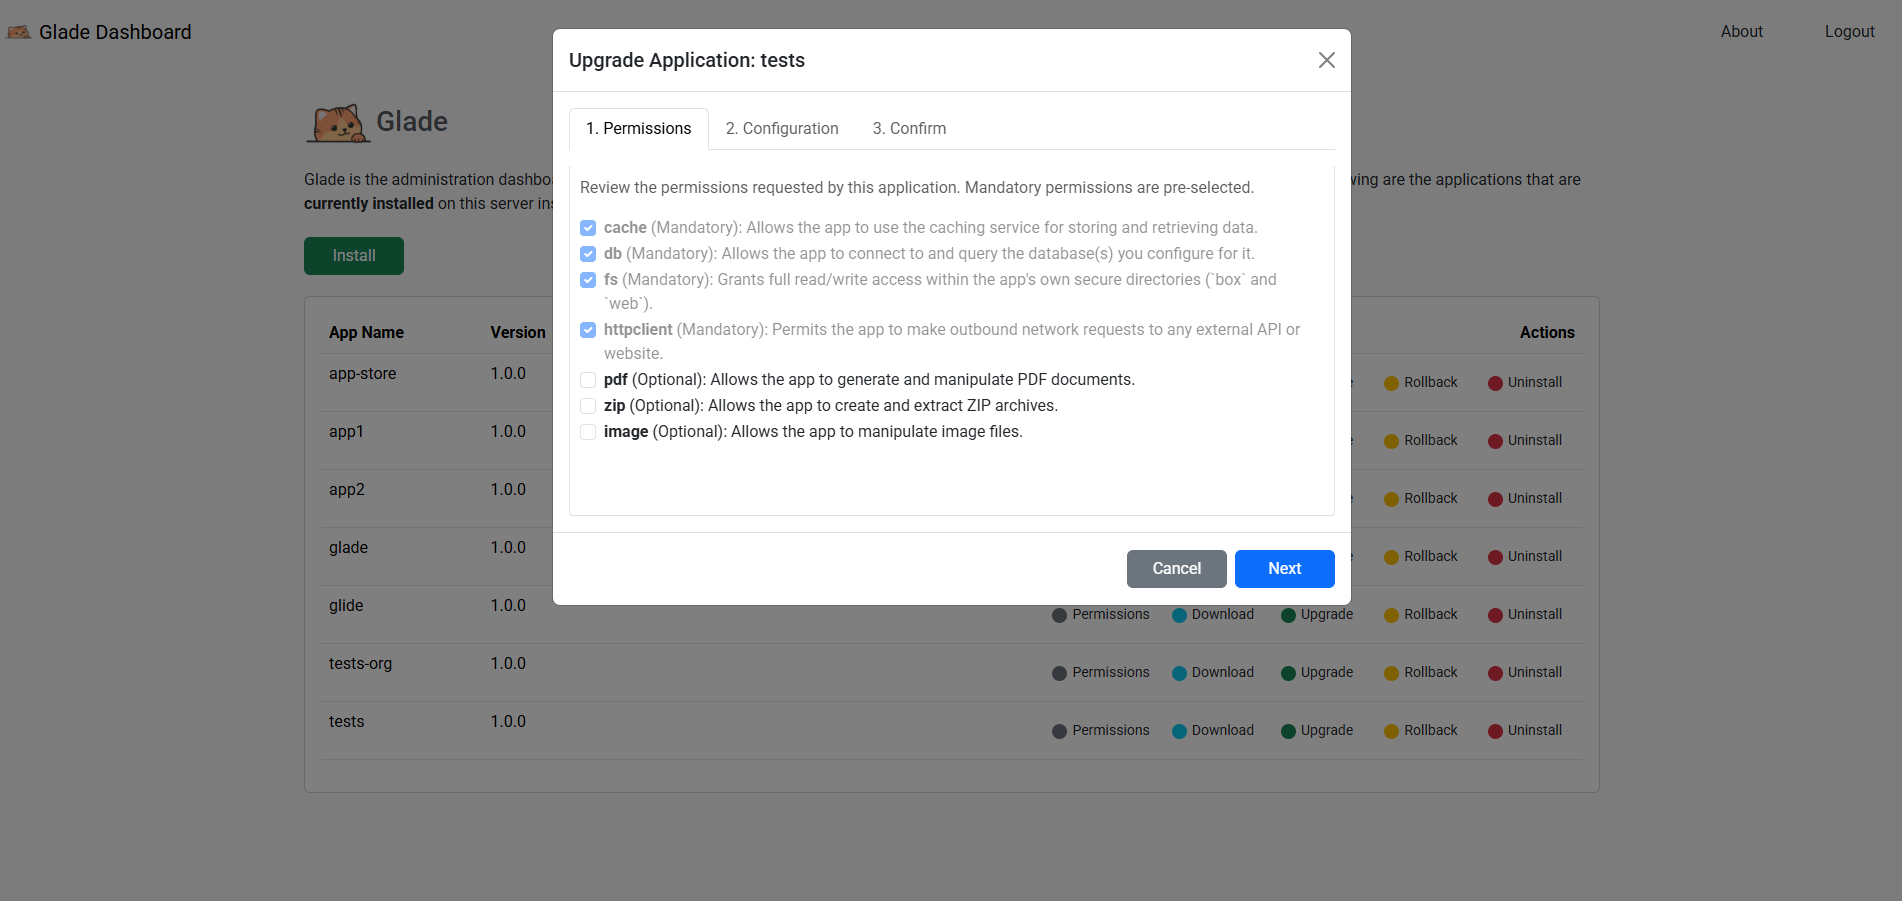 Glade Dashboard
About
Logout
Glade
Glade is the administration dashbo
wing are the applications that are
currently installed on this server ins
Install
App Name Version Actions
app-store 1.0.0 Rollback Uninstall
app1 1.0.0 Rollback Uninstall
app2 1.0.0 Rollback Uninstall
glade 1.0.0 Rollback Uninstall
glide 1.0.0 Permissions Download Upgrade Rollback Uninstall
tests-org 1.0.0 Permissions Download Upgrade Rollback Uninstall
tests 1.0.0 Permissions Download Upgrade Rollback Uninstall
Upgrade Application: tests
1. Permissions 2. Configuration 3. Confirm
Review the permissions requested by this application. Mandatory permissions are pre-selected.
cache (Mandatory): Allows the app to use the caching service for storing and retrieving data.
db (Mandatory): Allows the app to connect to and query the database(s) you configure for it.
fs (Mandatory): Grants full read/write access within the app's own secure directories (`box` and
`web`).
httpclient (Mandatory): Permits the app to make outbound network requests to any external API or
website.
pdf (Optional): Allows the app to generate and manipulate PDF documents.
zip (Optional): Allows the app to create and extract ZIP archives.
image (Optional): Allows the app to manipulate image files.
Cancel Next